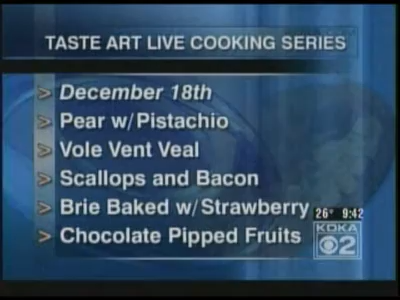 TASTE ART LIVE COOKING SERIES
> December 18th
> Pear w/Pistachio
> Vole Vent Veal
> Scallops and Bacon
> Brie Baked w/Strawberry
> Chocolate Pipped Fruits
26° 9:42
KDKA
2